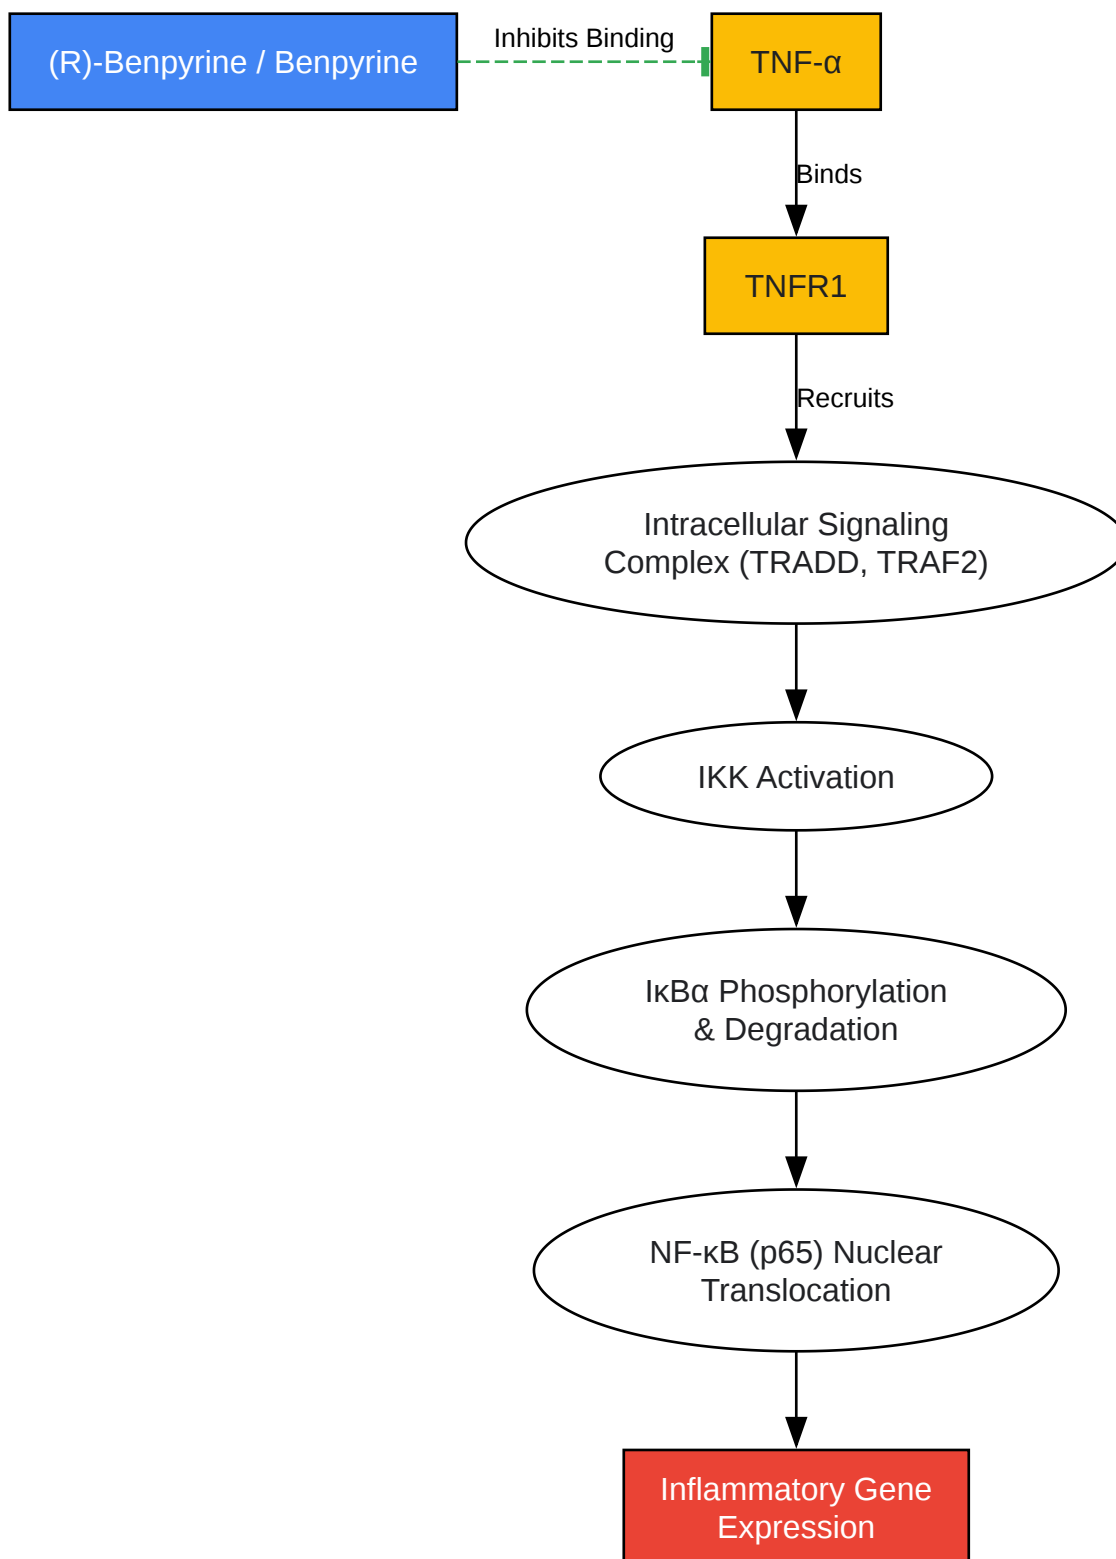 (R)-Benpyrine / Benpyrine
Inhibits Binding
TNF-α
Binds
TNFR1
Recruits
Intracellular Signaling
Complex (TRADD, TRAF2)
IKK Activation
IκBα Phosphorylation
& Degradation
NF-κB (p65) Nuclear
Translocation
Inflammatory Gene
Expression